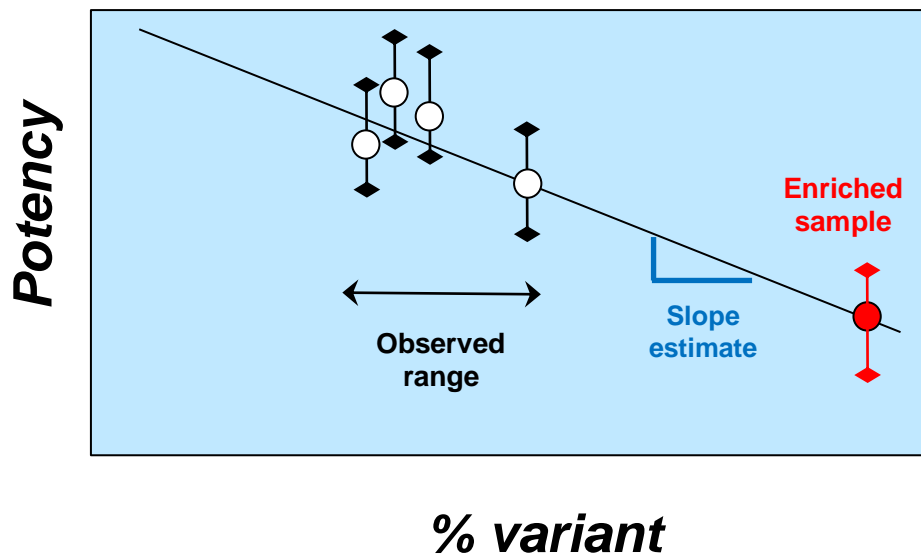 Potency
Enriched
sample
Slope
estimate
Observed
range
% variant